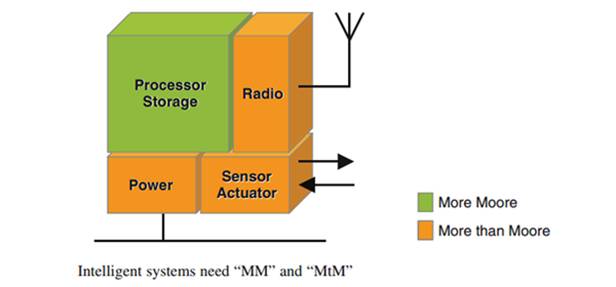 Processor
Storage
Radio
Power
Sensor
Actuator
More Moore
More than Moore
Intelligent systems need “MM” and “MtM”